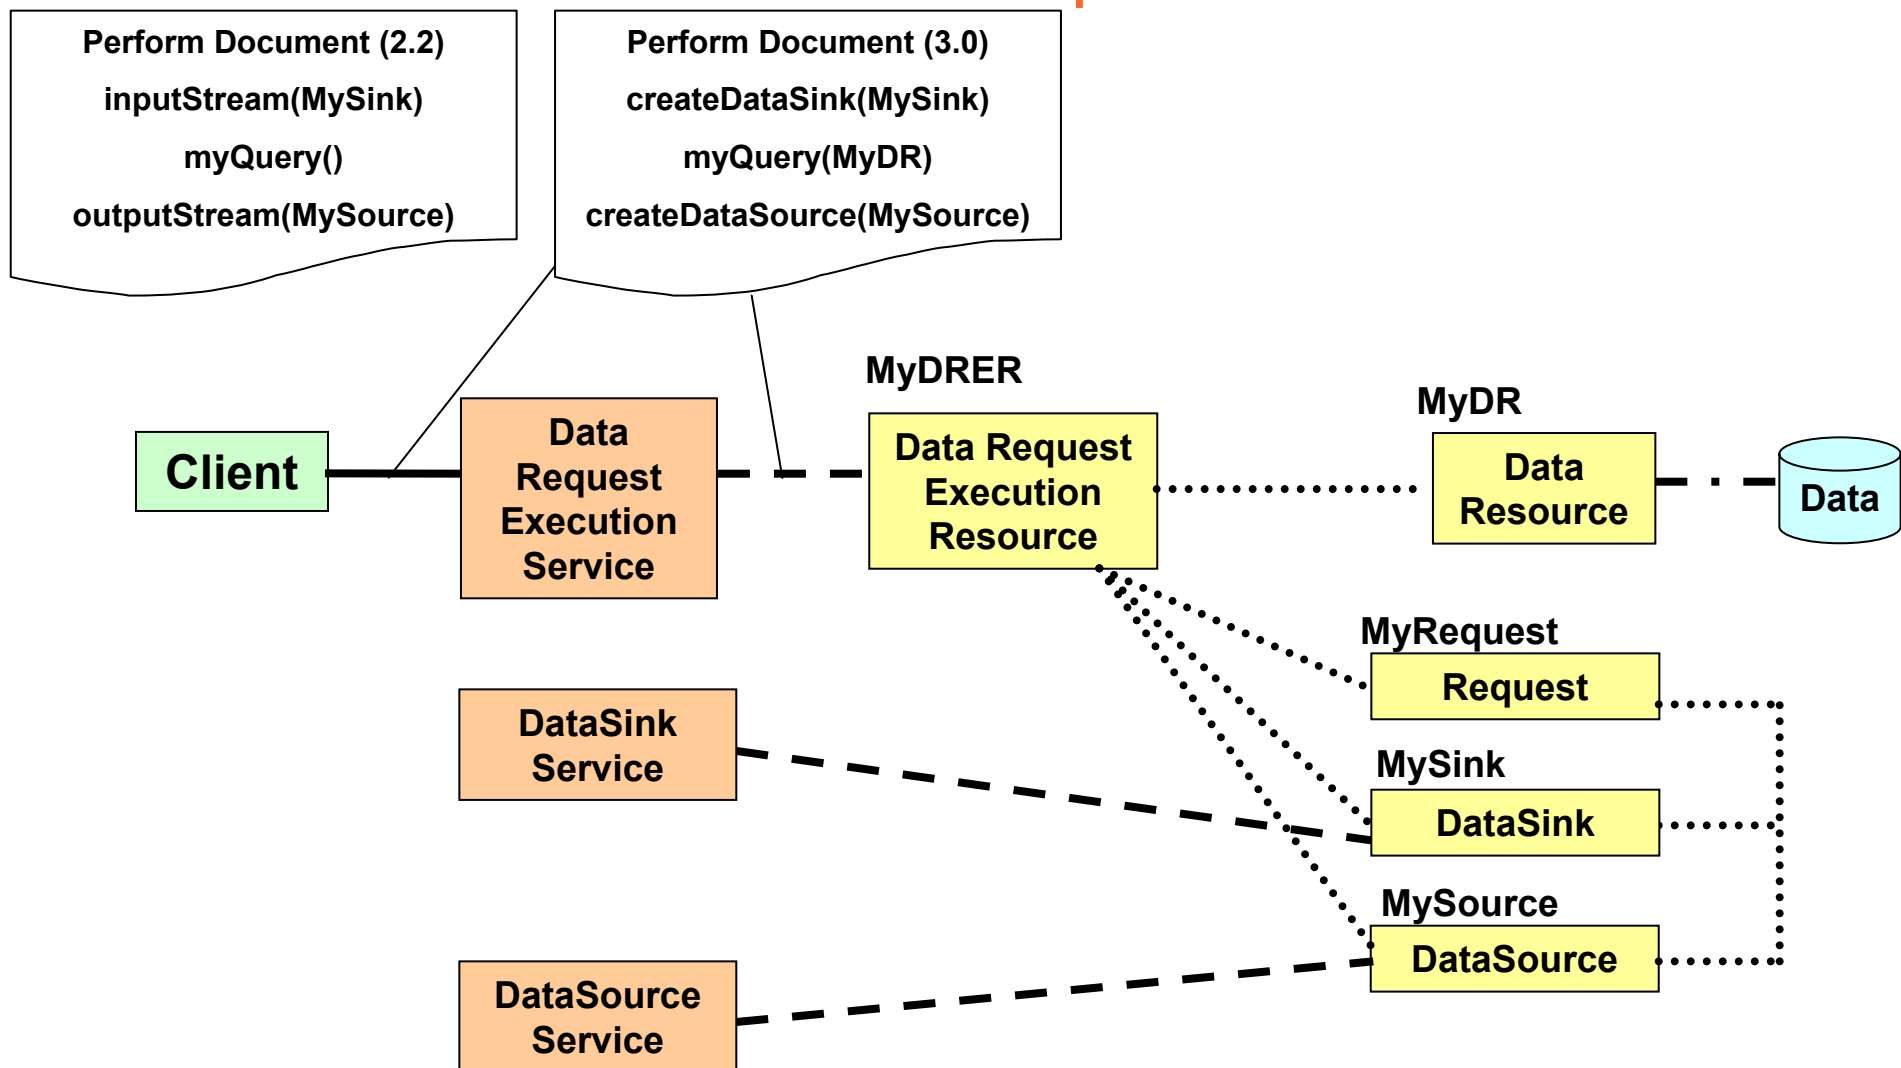 Perform Document (2.2)
inputStream(MySink)
myQuery()
outputStream(MySource)
Perform Document (3.0)
createDataSink(MySink)
myQuery(MyDR)
createDataSource(MySource)
MyDRER
MyDR
Client
Data
Request
Execution
Service
Data Request
Execution
Resource
Data
Resource
Data
MyRequest
Request
DataSink
Service
MySink
DataSink
MySource
DataSource
DataSource
Service